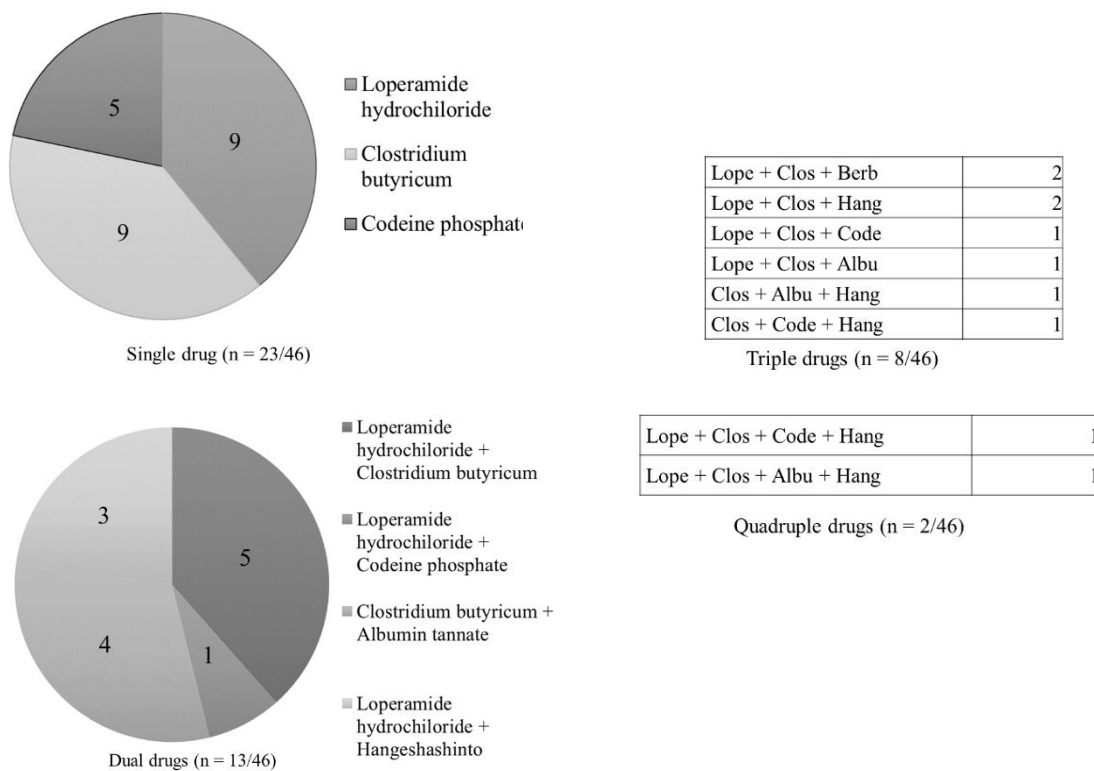 5
9
9
Loperamide
hydrochiloride
Clostridium
butyricum
Codeine phosphate
Single drug (n = 23/46)
Lope + Clos + Berb 2
Lope + Clos + Hang 2
Lope + Clos + Code 1
Lope + Clos + Albu 1
Clos + Albu + Hang 1
Clos + Code + Hang 1
Triple drugs (n = 8/46)
3
5
4
1
Loperamide
hydrochiloride +
Clostridium butyricum
Loperamide
hydrochiloride +
Codeine phosphate
Clostridium butyricum +
Albumin tannate
Loperamide
hydrochiloride +
Hangeshashinto
Dual drugs (n = 13/46)
Lope + Clos + Code + Hang 1
Lope + Clos + Albu + Hang 1
Quadruple drugs (n = 2/46)